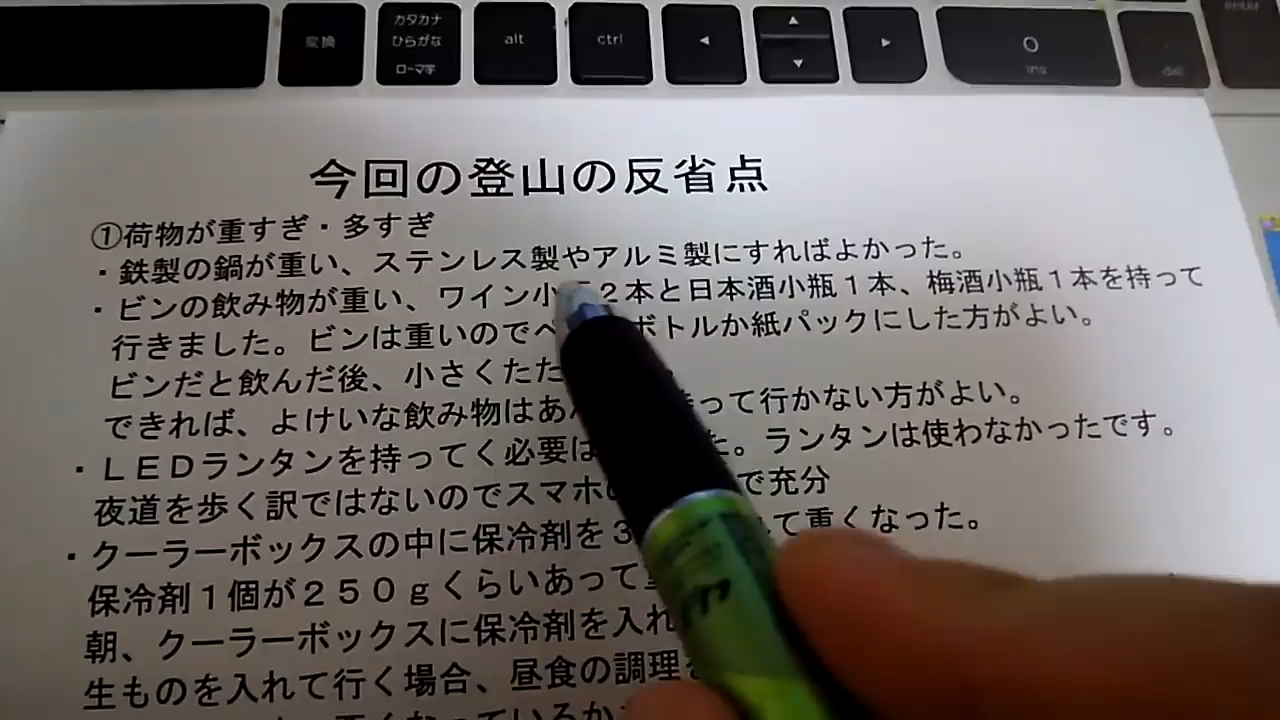 変換
カタカナ
ひらがな
ローマ字
alt
ctrl
ins
del
enter
今回の登山の反省点
①荷物が重すぎ・多すぎ
・鉄製の鍋が重い、ステンレス製やアルミ製にすればよかった。
・ビンの飲み物が重い、ワイン小 2本と日本酒小瓶1本、梅酒小瓶1本を持って
行きました。ビンは重いのでペ ボトルか紙パックにした方がよい。
ビンだと飲んだ後、小さくたた
できれば、よけいな飲み物はあ 持って行かない方がよい。
・LEDランタンを持ってく必要は た。ランタンは使わなかったです。
夜道を歩く訳ではないのでスマホ で充分
・クーラーボックスの中に保冷剤を3 て重くなった。
保冷剤1個が250gくらいあって
朝、クーラーボックスに保冷剤を入れ
生ものを入れて行く場合、昼食の調理